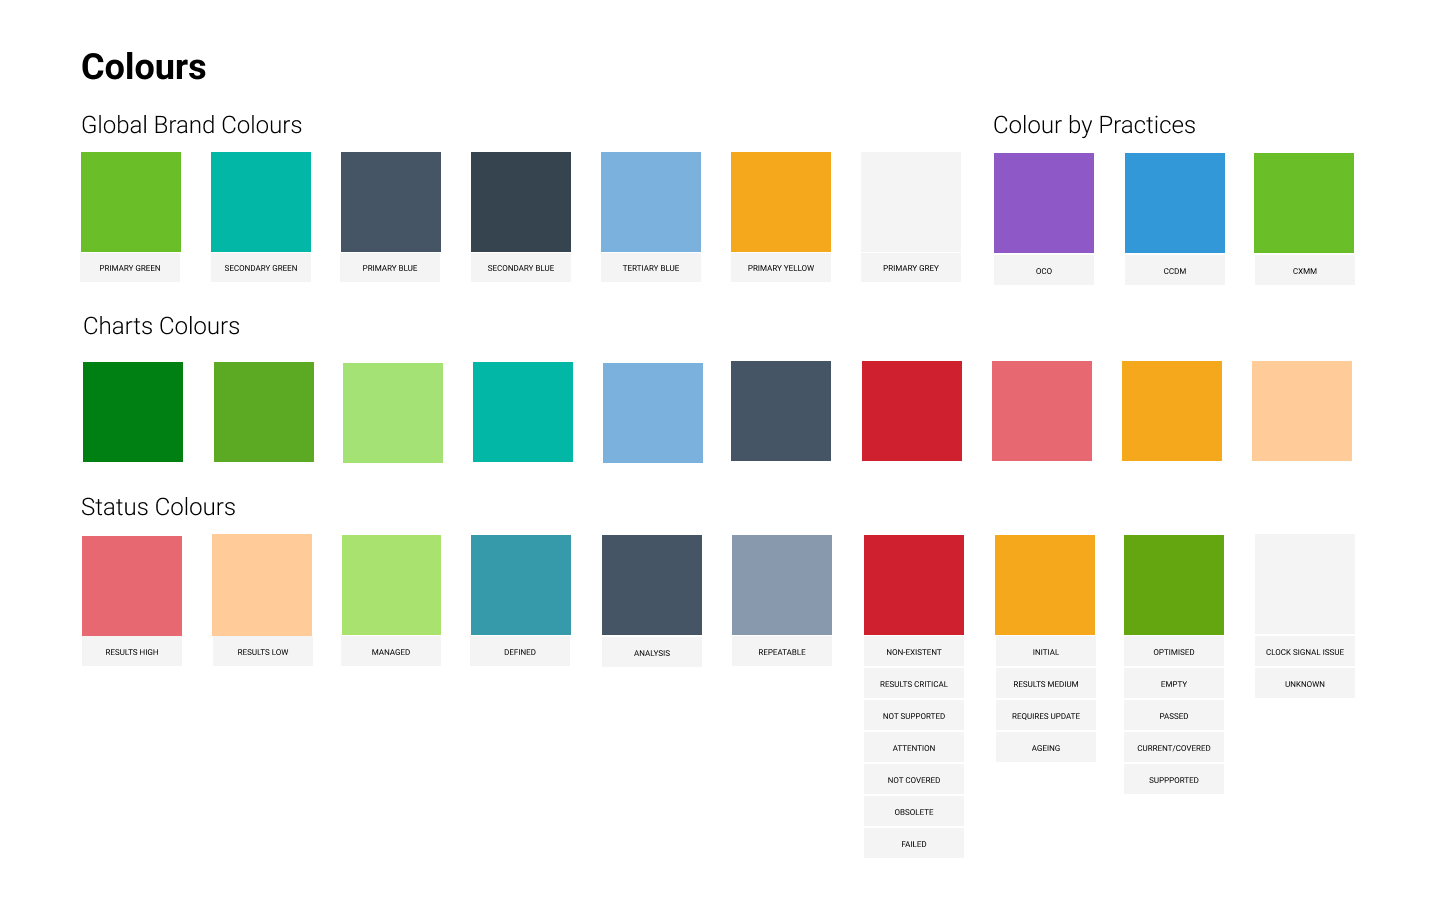 Colours
Global Brand Colours
PRIMARY GREEN
SECONDARY GREEN
PRIMARY BLUE
SECONDARY BLUE
TERTIARY BLUE
PRIMARY YELLOW
PRIMARY GREY
Colour by Practices
OCO
CCDM
CXMM
Charts Colours
Status Colours
RESULTS HIGH
RESULTS LOW
MANAGED
DEFINED
ANALYSIS
REPEATABLE
NON-EXISTENT
RESULTS CRITICAL
NOT SUPPORTED
ATTENTION
NOT COVERED
OBSOLETE
FAILED
INITIAL
RESULTS MEDIUM
REQUIRES UPDATE
AGEING
OPTIMISED
EMPTY
PASSED
CURRENT/COVERED
SUPPPORTED
CLOCK SIGNAL ISSUE
UNKNOWN